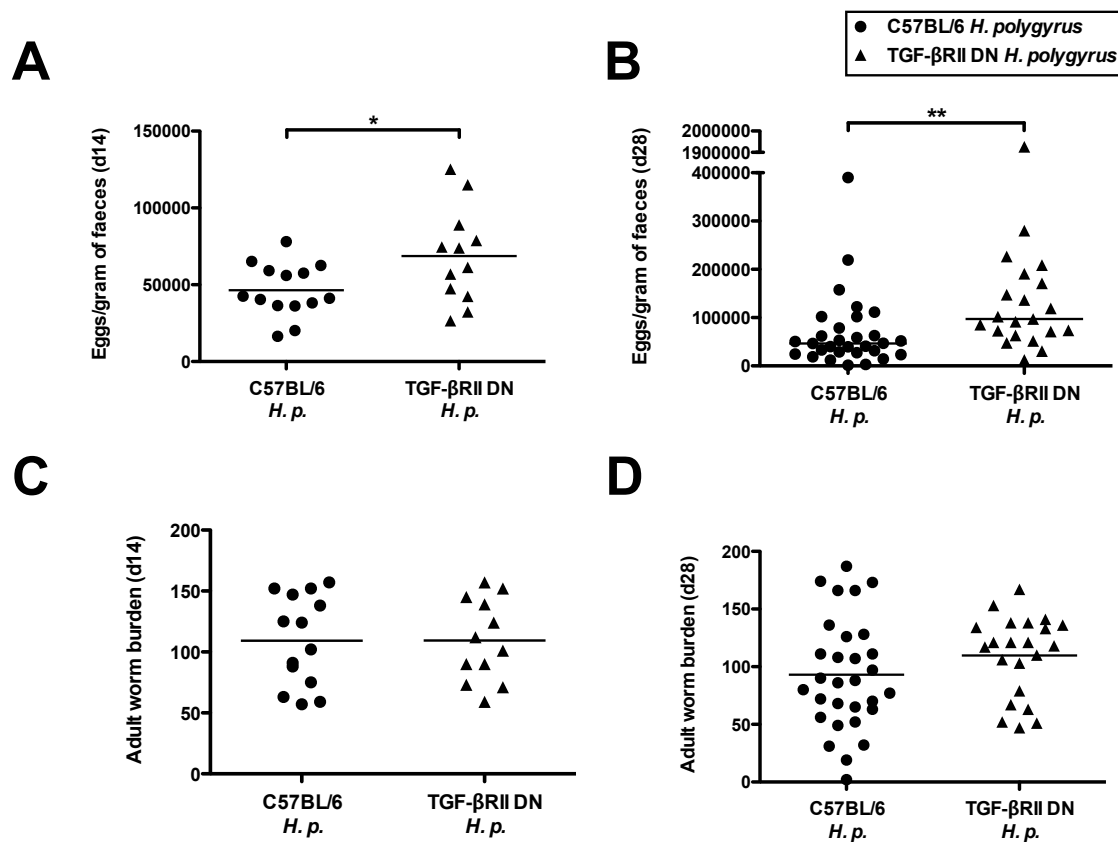 C57BL/6 H. polygyrus
TGF-βRII DN H. polygyrus
A
Eggs/gram of faeces (d14)
150000
100000
50000
0
*
C57BL/6
H. p.
TGF-βRII DN
H. p.
B
Eggs/gram of faeces (d28)
2000000
1900000
400000
300000
200000
100000
0
**
C57BL/6
H. p.
TGF-βRII DN
H. p.
C
Adult worm burden (d14)
200
150
100
50
0
C57BL/6
H. p.
TGF-βRII DN
H. p.
D
Adult worm burden (d28)
200
150
100
50
0
C57BL/6
H. p.
TGF-βRII DN
H. p.